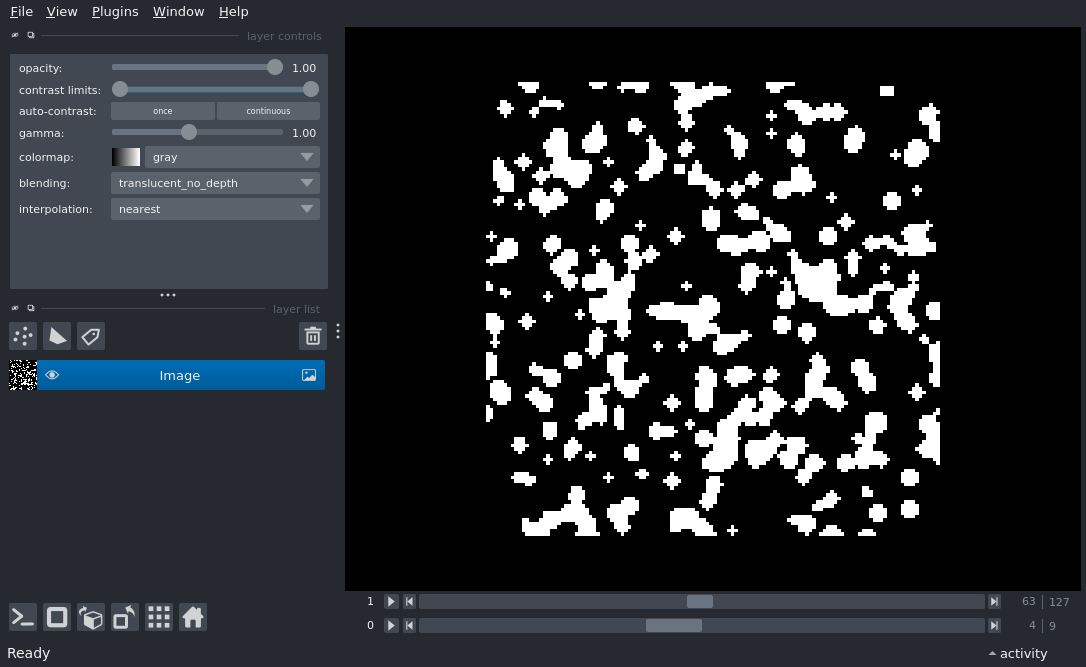 File View Plugins Window Help
layer controls
opacity: 1.00
contrast limits:
auto-contrast: once continuous
gamma: 1.00
colormap: gray
blending: translucent_no_depth
interpolation: nearest
layer list
Image
1 63 127
0 4 9
Ready activity